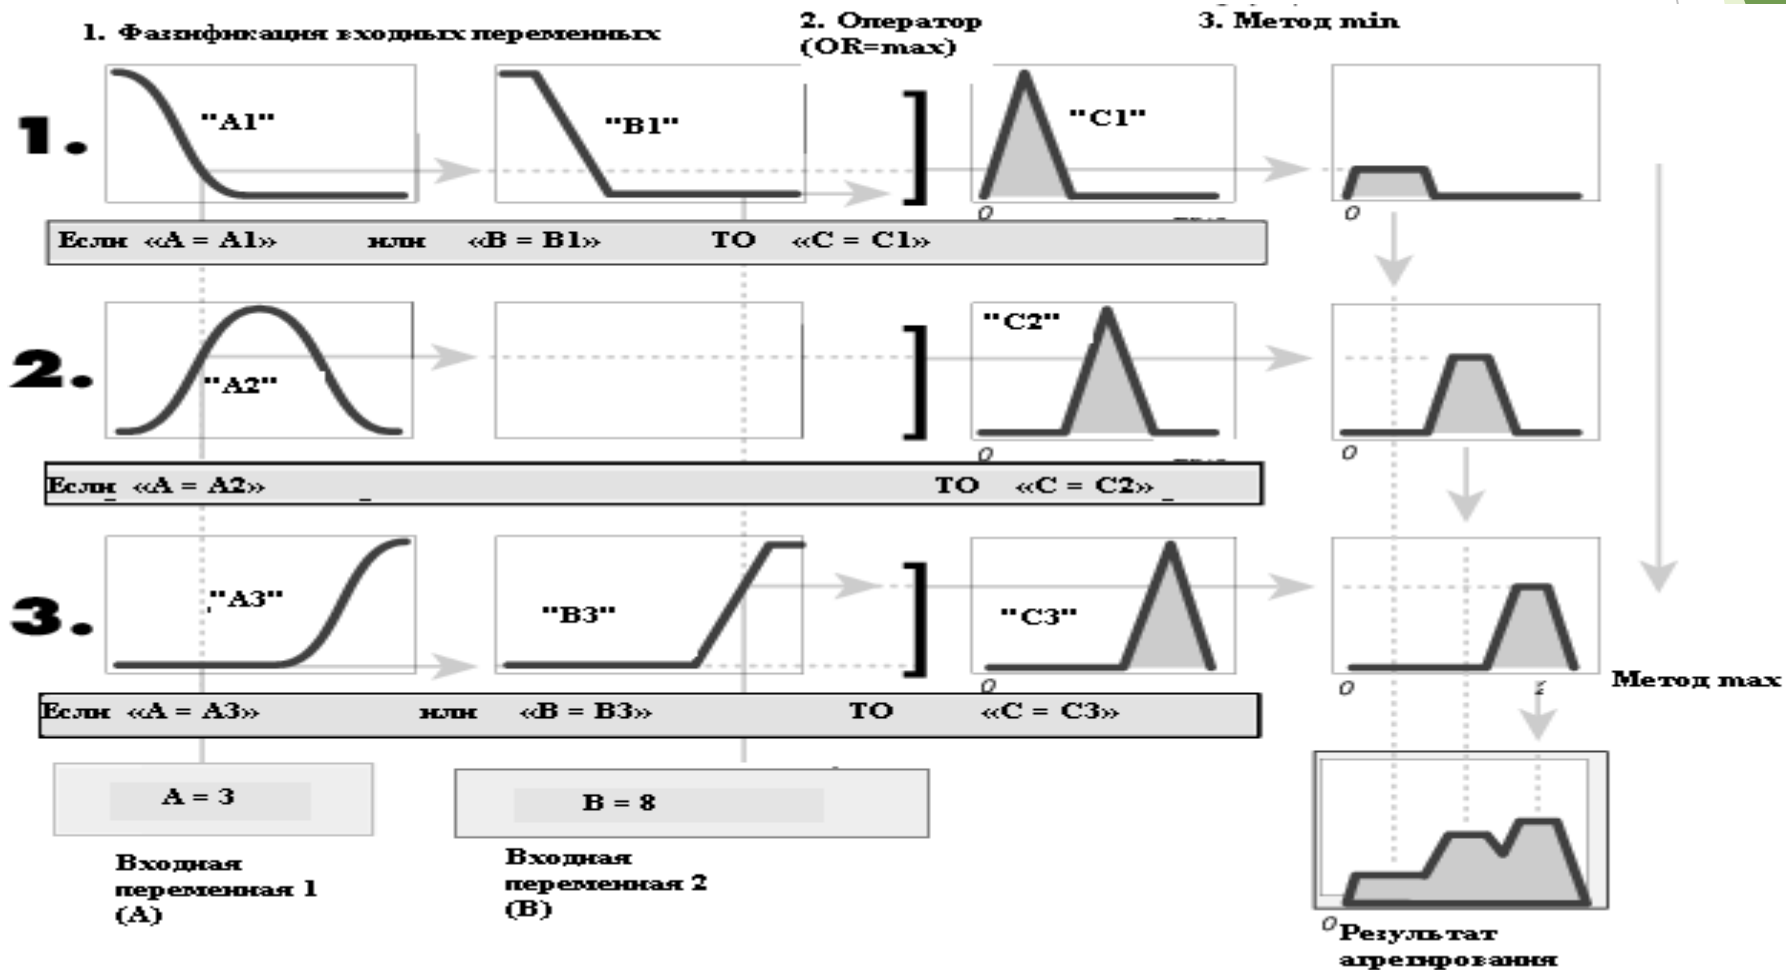 1. Фаззификация входных переменных
2. Оператор
(OR=max)
3. Метод min
1.
"A1"
"B1"
"C1"
0
0
Если «A = A1» или «B = B1» ТО «C = C1»
2.
"A2"
"C2"
0
0
Если «A = A2» ТО «C = C2»
3.
"A3"
"B3"
"C3"
0
0
Метод max
Если «A = A3» или «B = B3» ТО «C = C3»
A = 3
B = 8
Входная
переменная 1
(A)
Входная
переменная 2
(B)
0
Результат
агрегирования